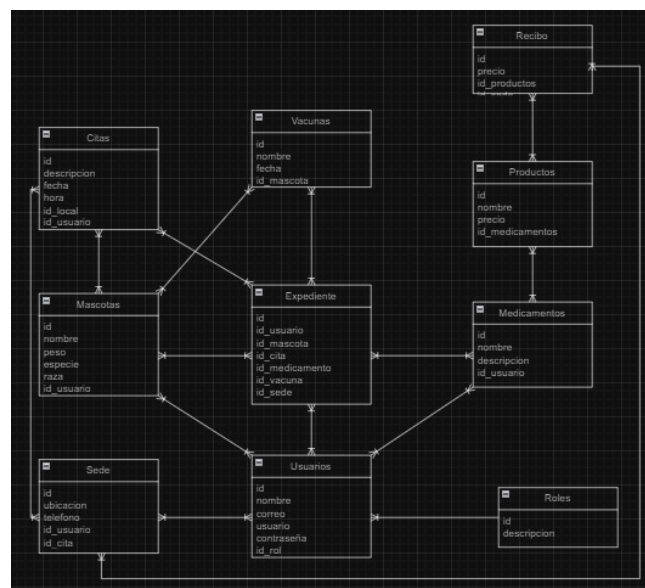 Recibo
id
precio
id_productos
Vacunas
id
nombre
fecha
id_mascota
Citas
id
descripcion
fecha
hora
id_local
id_usuario
Productos
id
nombre
precio
id_medicamentos
Mascotas
id
nombre
peso
especie
raza
id_usuario
Expediente
id
id_usuario
id_mascota
id_cita
id_medicamento
id_vacuna
id_sede
Medicamentos
id
nombre
descripcion
id_usuario
Sede
id
ubicacion
telefono
id_usuario
id_cita
Usuarios
id
nombre
correo
usuario
contraseña
id_rol
Roles
id
descripcion